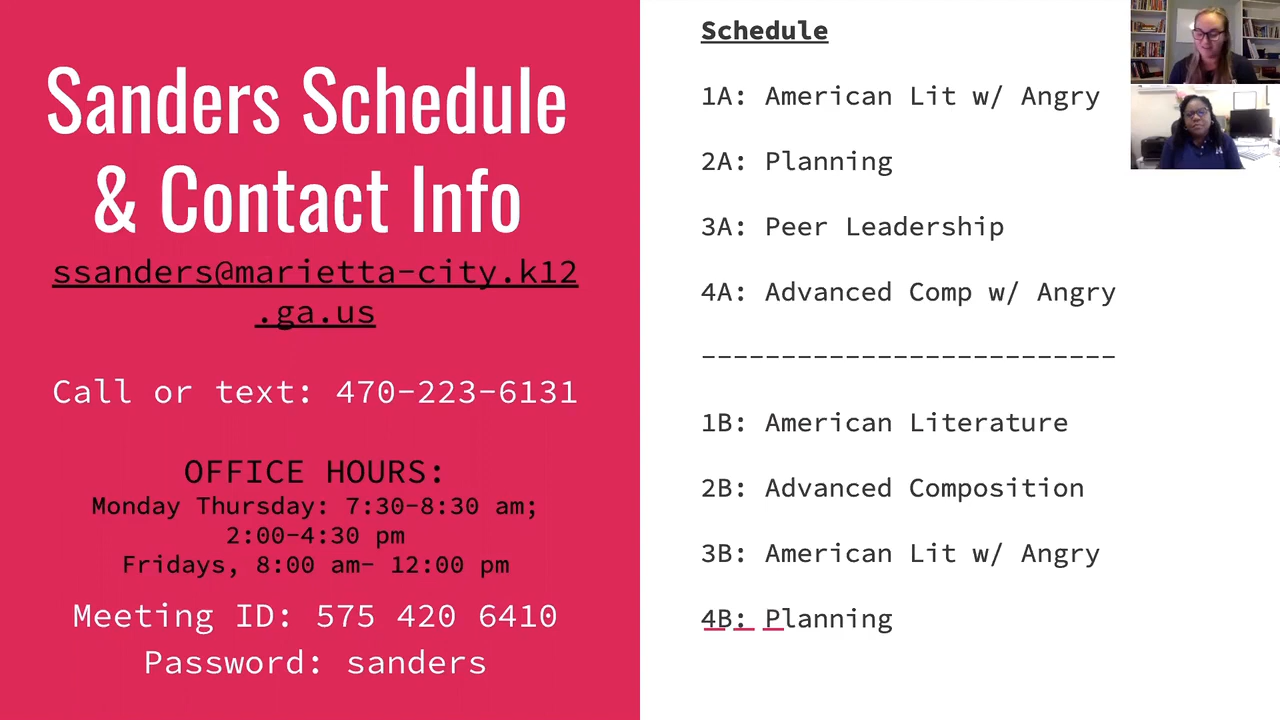 Sanders Schedule
& Contact Info
ssanders@marietta-city.k12
.ga.us
Call or text: 470-223-6131
OFFICE HOURS:
Monday Thursday: 7:30-8:30 am;
2:00-4:30 pm
Fridays, 8:00 am- 12:00 pm
Meeting ID: 575 420 6410
Password: sanders
Schedule
1A: American Lit w/ Angry
2A: Planning
3A: Peer Leadership
4A: Advanced Comp w/ Angry
--------------------------
1B: American Literature
2B: Advanced Composition
3B: American Lit w/ Angry
4B: Planning